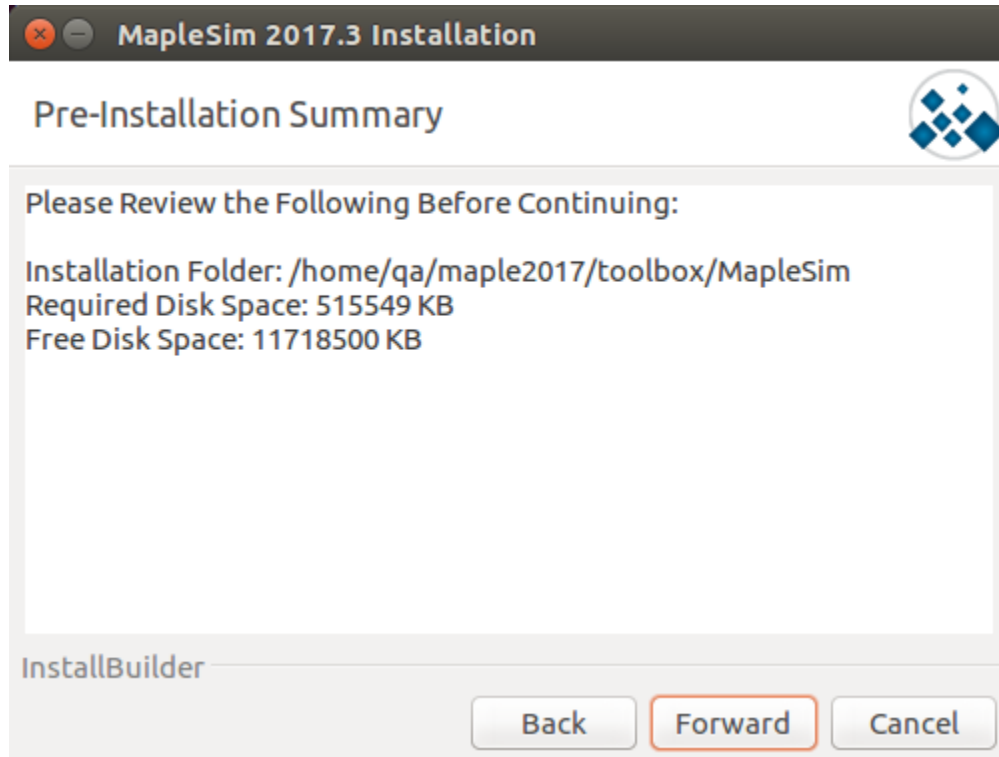 MapleSim 2017.3 Installation
Pre-Installation Summary
Please Review the Following Before Continuing:
Installation Folder: /home/qa/maple2017/toolbox/MapleSim
Required Disk Space: 515549 KB
Free Disk Space: 11718500 KB
InstallBuilder
Back Forward Cancel